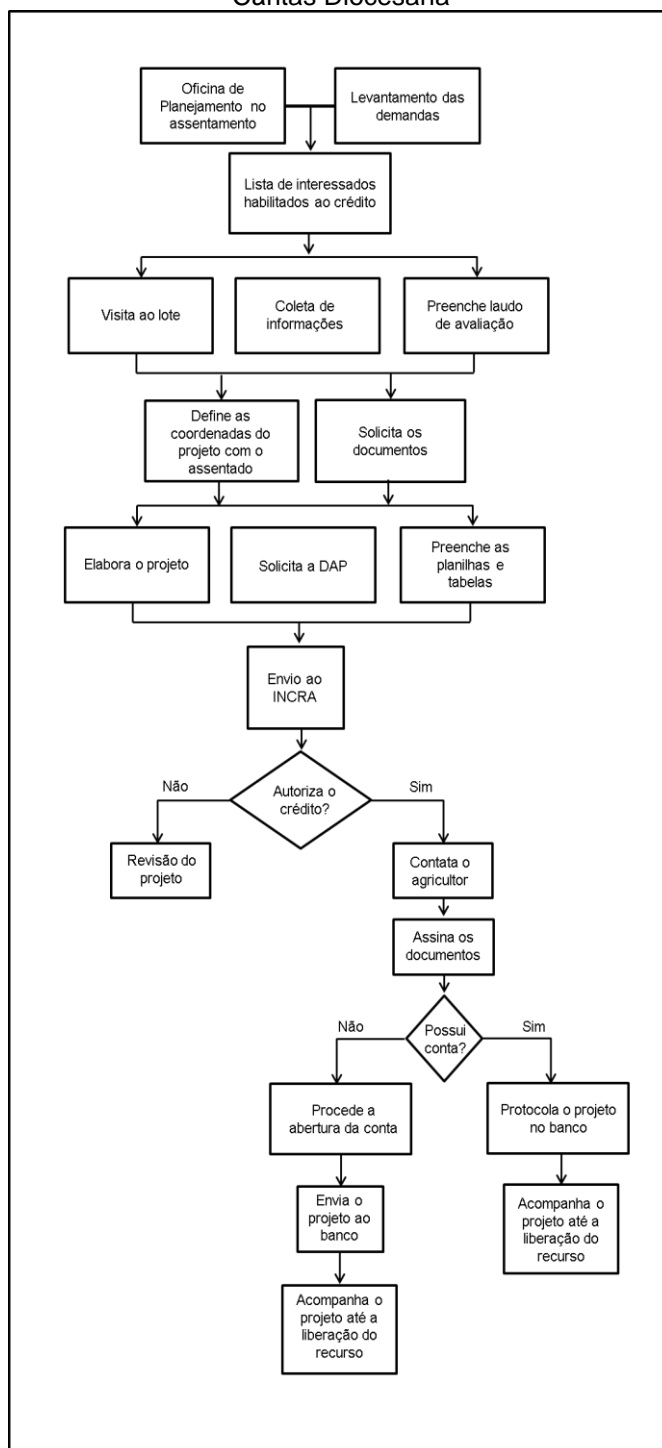 Cáritas Diocesana
Oficina de
Planejamento no
assentamento
Levantamento das
demandas
Lista de interessados
habilitados ao crédito
Visita ao lote
Coleta de
informações
Preenche laudo
de avaliação
Define as
coordenadas do
projeto com o
assentado
Solicita os
documentos
Elabora o projeto
Solicita a DAP
Preenche as
planilhas e
tabelas
Envio ao
INCRA
Não
Autoriza o
crédito?
Sim
Revisão do
projeto
Contata o
agricultor
Assina os
documentos
Não
Possui
conta?
Sim
Procede a
abertura da conta
Protocola o projeto
no banco
Envia o
projeto ao
banco
Acompanha o
projeto até a
liberação do
recurso
Acompanha o
projeto até a
liberação do
recurso